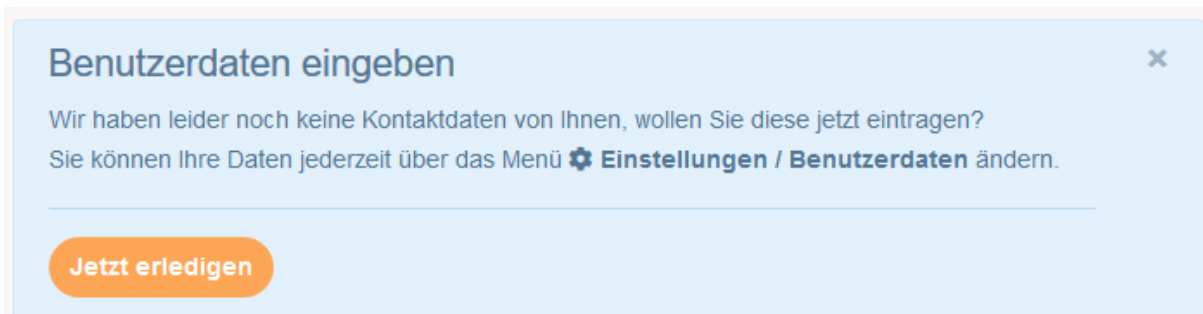 Benutzerdaten eingeben
Wir haben leider noch keine Kontaktdaten von Ihnen, wollen Sie diese jetzt eintragen?
Sie können Ihre Daten jederzeit über das Menü Einstellungen / Benutzerdaten ändern.
Jetzt erledigen